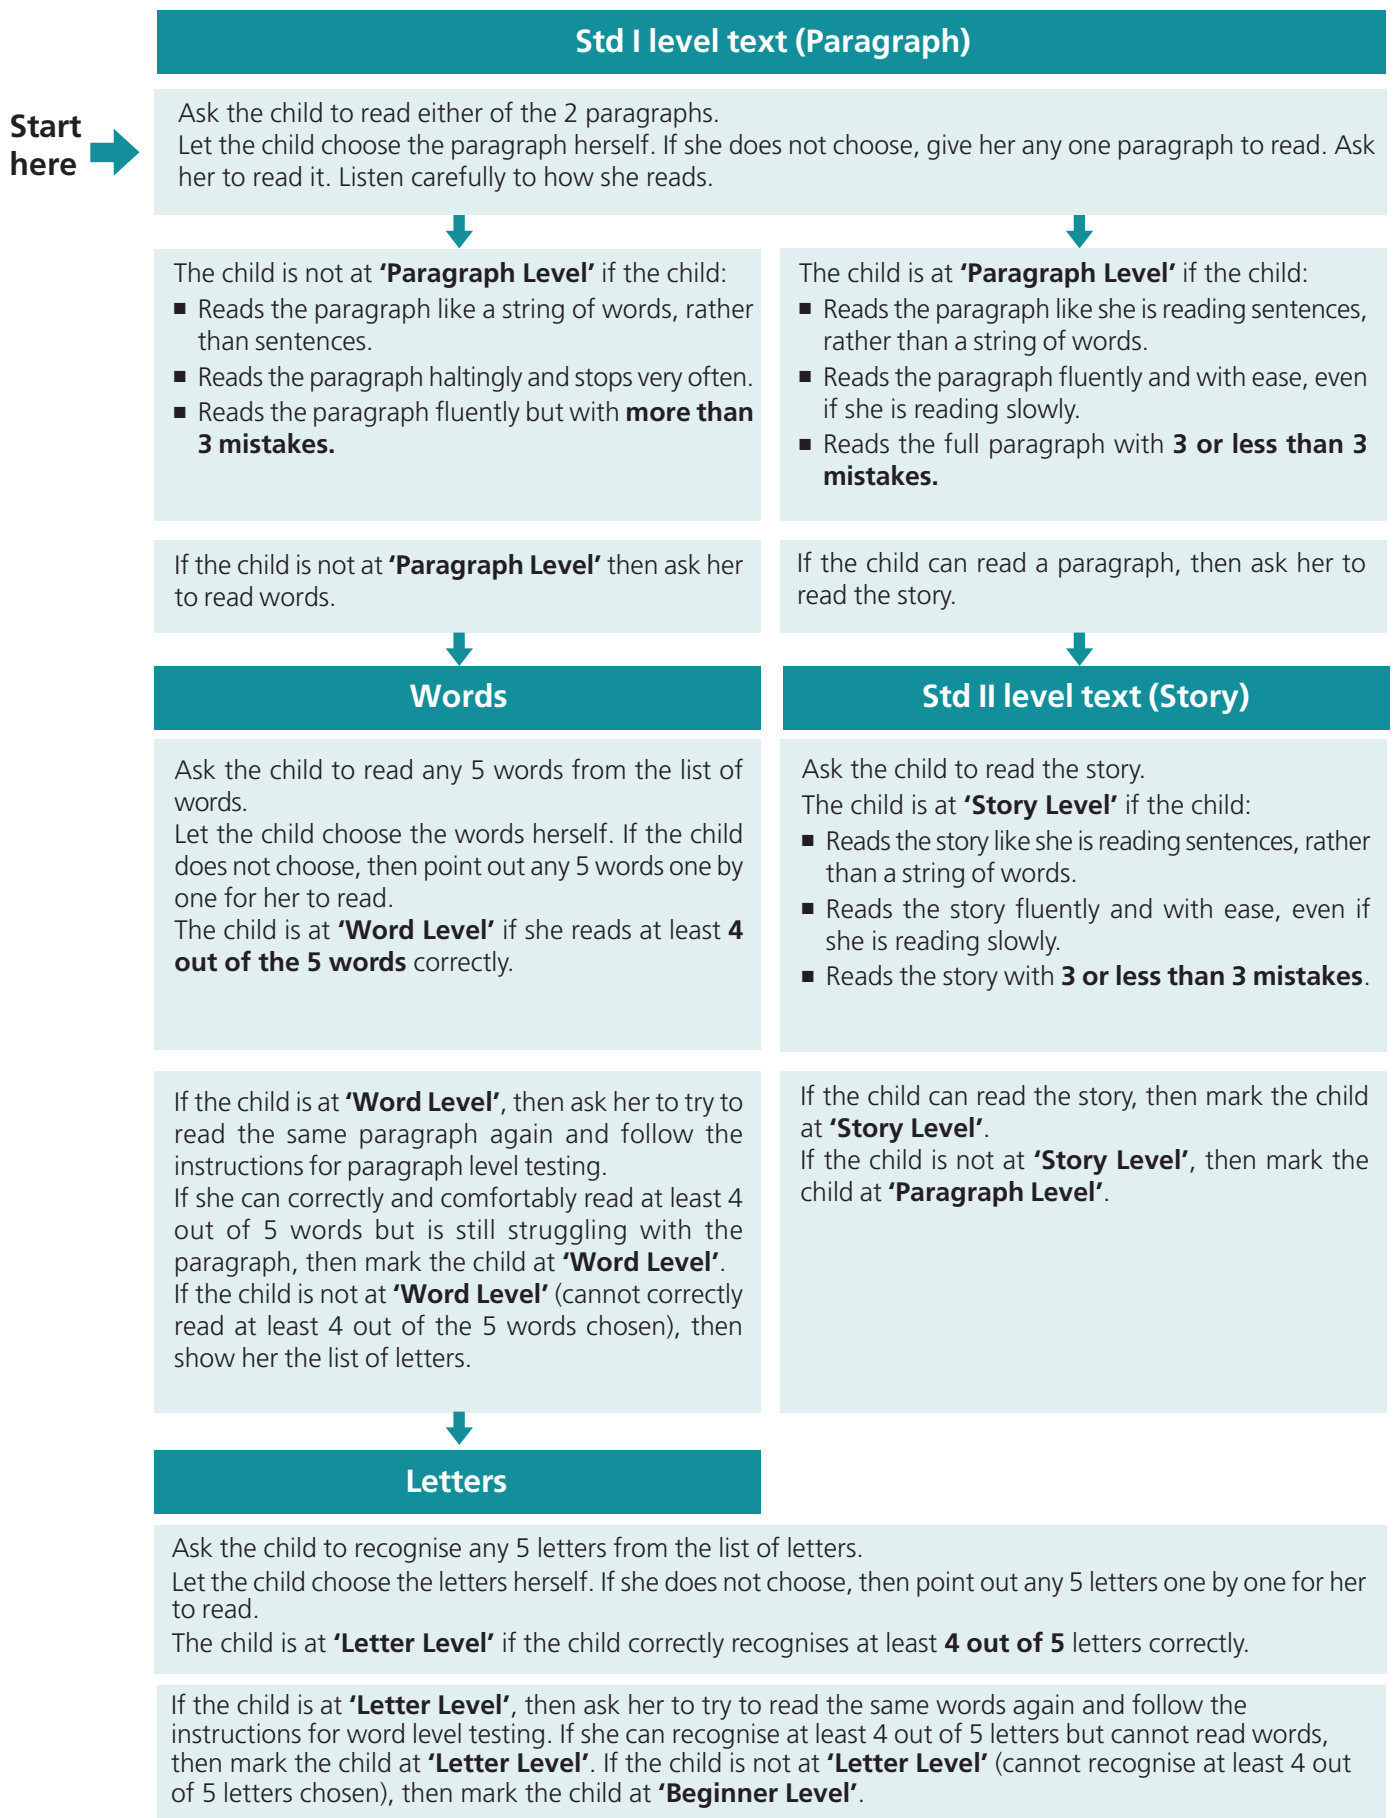 Std I level text (Paragraph)
Start
here
Ask the child to read either of the 2 paragraphs.
Let the child choose the paragraph herself. If she does not choose, give her any one paragraph to read. Ask
her to read it. Listen carefully to how she reads.
The child is not at ‘Paragraph Level’ if the child:
■ Reads the paragraph like a string of words, rather
than sentences.
■ Reads the paragraph haltingly and stops very often.
■ Reads the paragraph fluently but with more than
3 mistakes.
The child is at ‘Paragraph Level’ if the child:
■ Reads the paragraph like she is reading sentences,
rather than a string of words.
■ Reads the paragraph fluently and with ease, even
if she is reading slowly.
■ Reads the full paragraph with 3 or less than 3
mistakes.
If the child is not at ‘Paragraph Level’ then ask her
to read words.
If the child can read a paragraph, then ask her to
read the story.
Words
Ask the child to read any 5 words from the list of
words.
Let the child choose the words herself. If the child
does not choose, then point out any 5 words one by
one for her to read.
The child is at ‘Word Level’ if she reads at least 4
out of the 5 words correctly.
If the child is at ‘Word Level’, then ask her to try to
read the same paragraph again and follow the
instructions for paragraph level testing.
If she can correctly and comfortably read at least 4
out of 5 words but is still struggling with the
paragraph, then mark the child at ‘Word Level’.
If the child is not at ‘Word Level’ (cannot correctly
read at least 4 out of the 5 words chosen), then
show her the list of letters.
Std II level text (Story)
Ask the child to read the story.
The child is at ‘Story Level’ if the child:
■ Reads the story like she is reading sentences, rather
than a string of words.
■ Reads the story fluently and with ease, even if
she is reading slowly.
■ Reads the story with 3 or less than 3 mistakes.
If the child can read the story, then mark the child
at ‘Story Level’.
If the child is not at ‘Story Level’, then mark the
child at ‘Paragraph Level’.
Letters
Ask the child to recognise any 5 letters from the list of letters.
Let the child choose the letters herself. If she does not choose, then point out any 5 letters one by one for her
to read.
The child is at ‘Letter Level’ if the child correctly recognises at least 4 out of 5 letters correctly.
If the child is at ‘Letter Level’, then ask her to try to read the same words again and follow the
instructions for word level testing. If she can recognise at least 4 out of 5 letters but cannot read words,
then mark the child at ‘Letter Level’. If the child is not at ‘Letter Level’ (cannot recognise at least 4 out
of 5 letters chosen), then mark the child at ‘Beginner Level’.